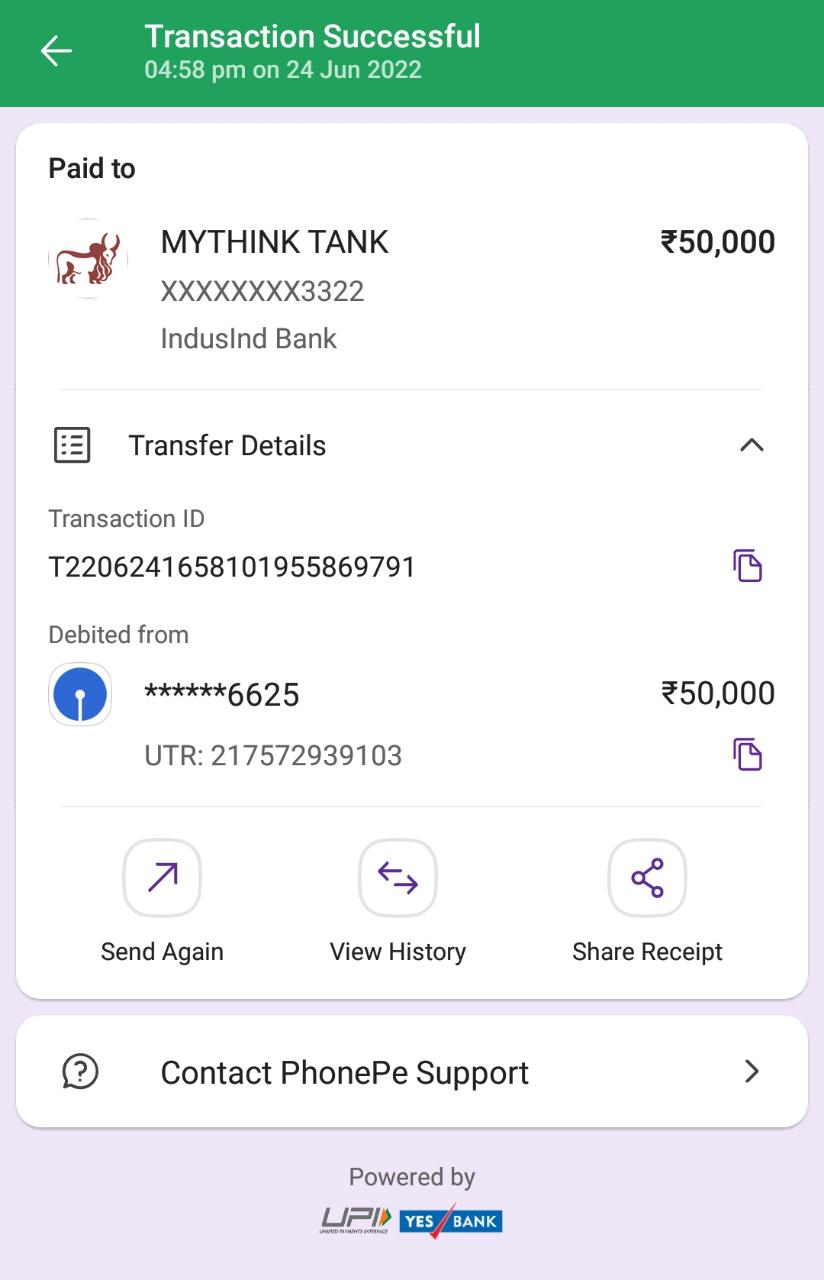 Transaction Successful
04:58 pm on 24 Jun 2022
Paid to
MYTHINK TANK ₹50,000
XXXXXXXX3322
IndusInd Bank
Transfer Details
Transaction ID
T2206241658101955869791
Debited from
******6625 ₹50,000
UTR: 217572939103
Send Again View History Share Receipt
Contact PhonePe Support
Powered by
UPI YES BANK
UNIFIED PAYMENTS INTERFACE